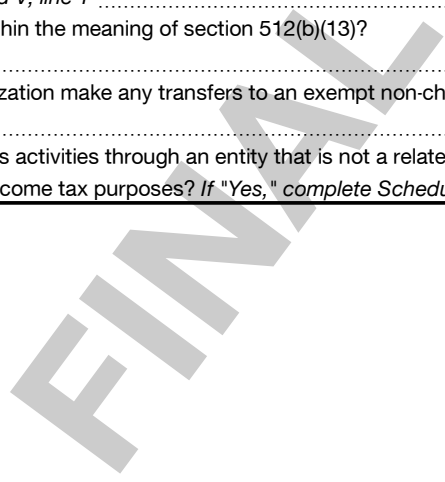 d V, line 1
hin the meaning of section 512(b)(13)?
zation make any transfers to an exempt non-ch
s activities through an entity that is not a relate
come tax purposes? If "Yes," complete Schedu
FINAL